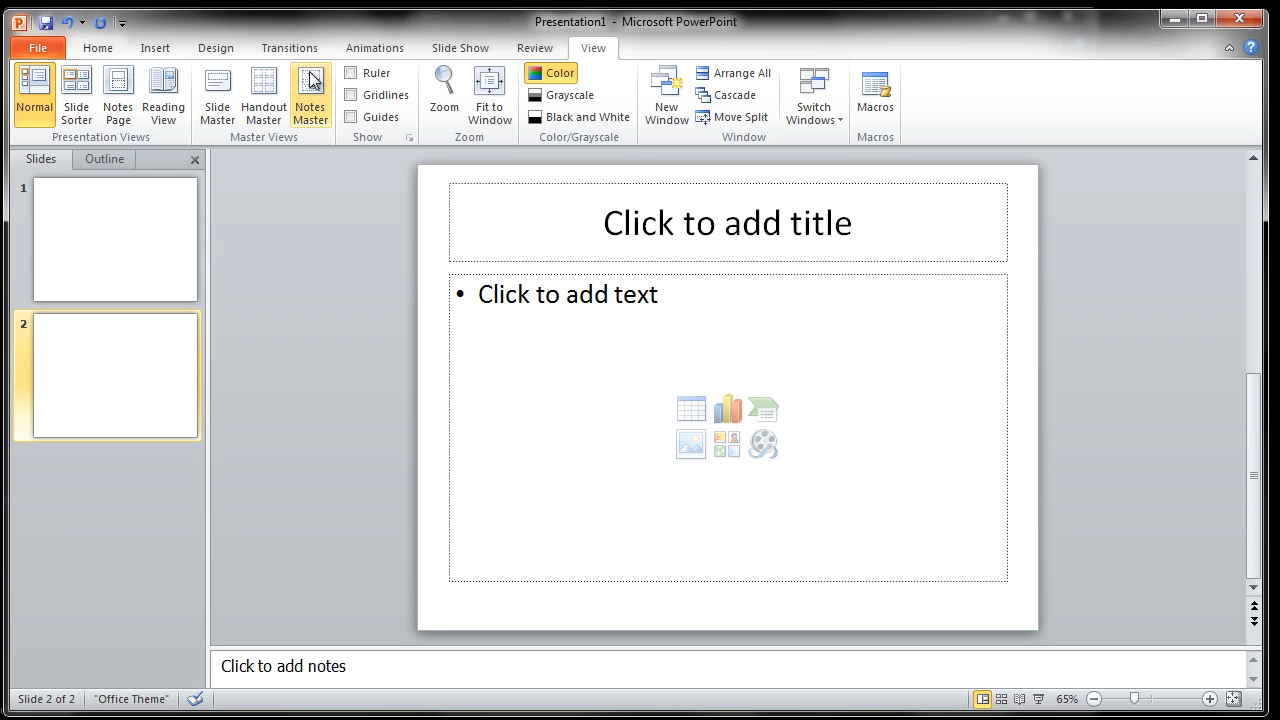 Presentation1 - Microsoft PowerPoint
File Home Insert Design Transitions Animations Slide Show Review View
Normal
Slide Sorter
Notes Page
Reading View
Presentation Views
Slide Master
Handout Master
Notes Master
Master Views
Ruler
Gridlines
Guides
Show
Zoom
Fit to Window
Zoom
Color
Grayscale
Black and White
Color/Grayscale
New Window
Arrange All
Cascade
Move Split
Switch Windows
Window
Macros
Macros
Slides Outline
1
2
Click to add title
• Click to add text
Click to add notes
Slide 2 of 2 "Office Theme" 65%